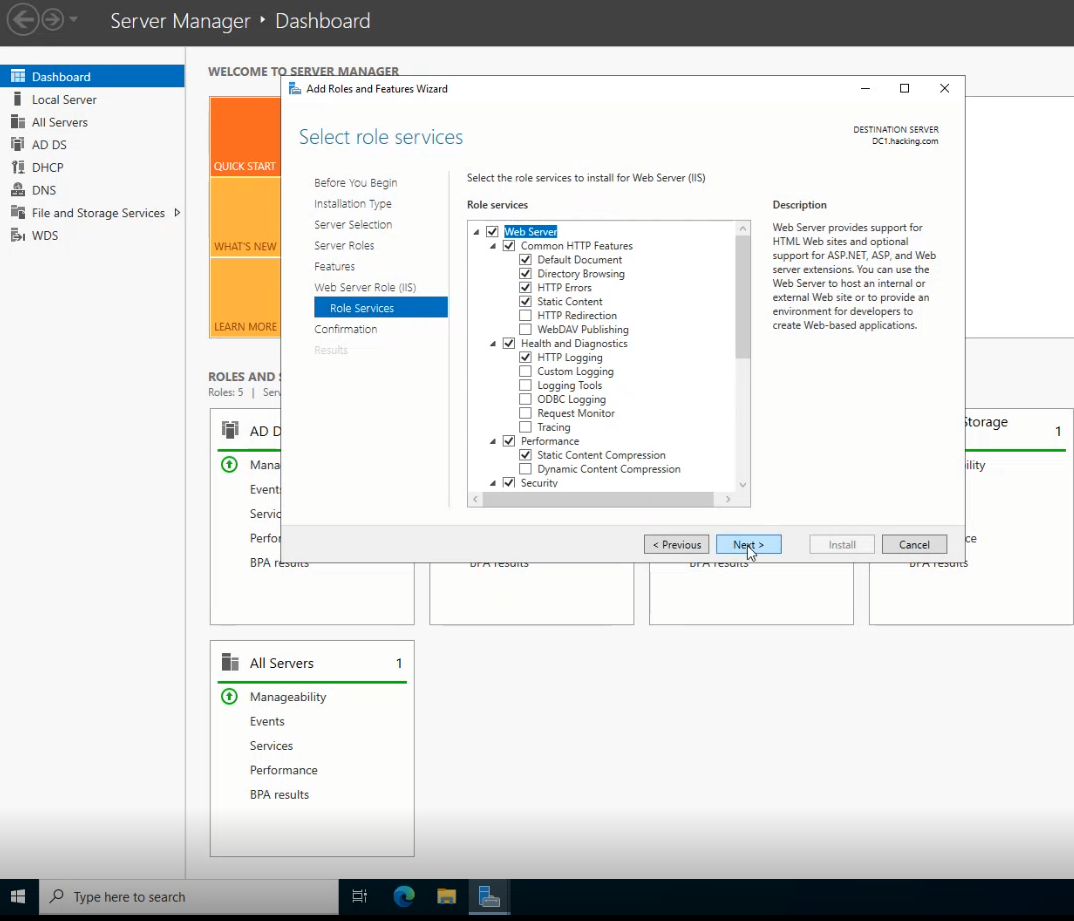 Server Manager • Dashboard
Dashboard
Local Server
All Servers
AD DS
DHCP
DNS
File and Storage Services
WDS
WELCOME TO SERVER MANAGER
QUICK START
WHAT'S NEW
LEARN MORE
Add Roles and Features Wizard
Select role services
DESTINATION SERVER
DC1.hacking.com
Before You Begin
Installation Type
Server Selection
Server Roles
Features
Web Server Role (IIS)
Role Services
Confirmation
Results
Select the role services to install for Web Server (IIS)
Role services
Web Server
Common HTTP Features
Default Document
Directory Browsing
HTTP Errors
Static Content
HTTP Redirection
WebDAV Publishing
Health and Diagnostics
HTTP Logging
Custom Logging
Logging Tools
ODBC Logging
Request Monitor
Tracing
Performance
Static Content Compression
Dynamic Content Compression
Security
Description
Web Server provides support for
HTML Web sites and optional
support for ASP.NET, ASP, and Web
server extensions. You can use the
Web Server to host an internal or
external Web site or to provide an
environment for developers to
create Web-based applications.
< Previous
Next >
Install
Cancel
ROLES AND
Roles: 5 |
AD
BPA results
BPA results
BPA results
Storage 1
BPA results
All Servers 1
Manageability
Events
Services
Performance
BPA results
Type here to search